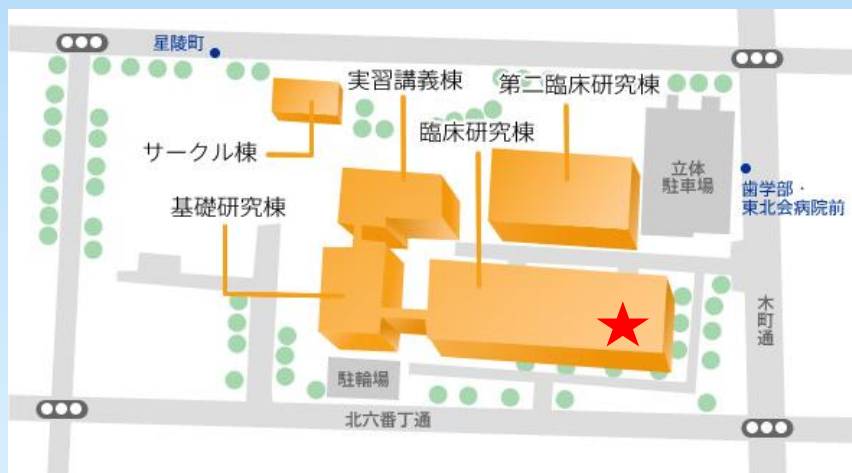 星陵町
実習講義棟
第二臨床研究棟
臨床研究棟
サークル棟
立体
駐車場
歯学部・
東北会病院前
基礎研究棟
木町通
駐輪場
北六番丁通